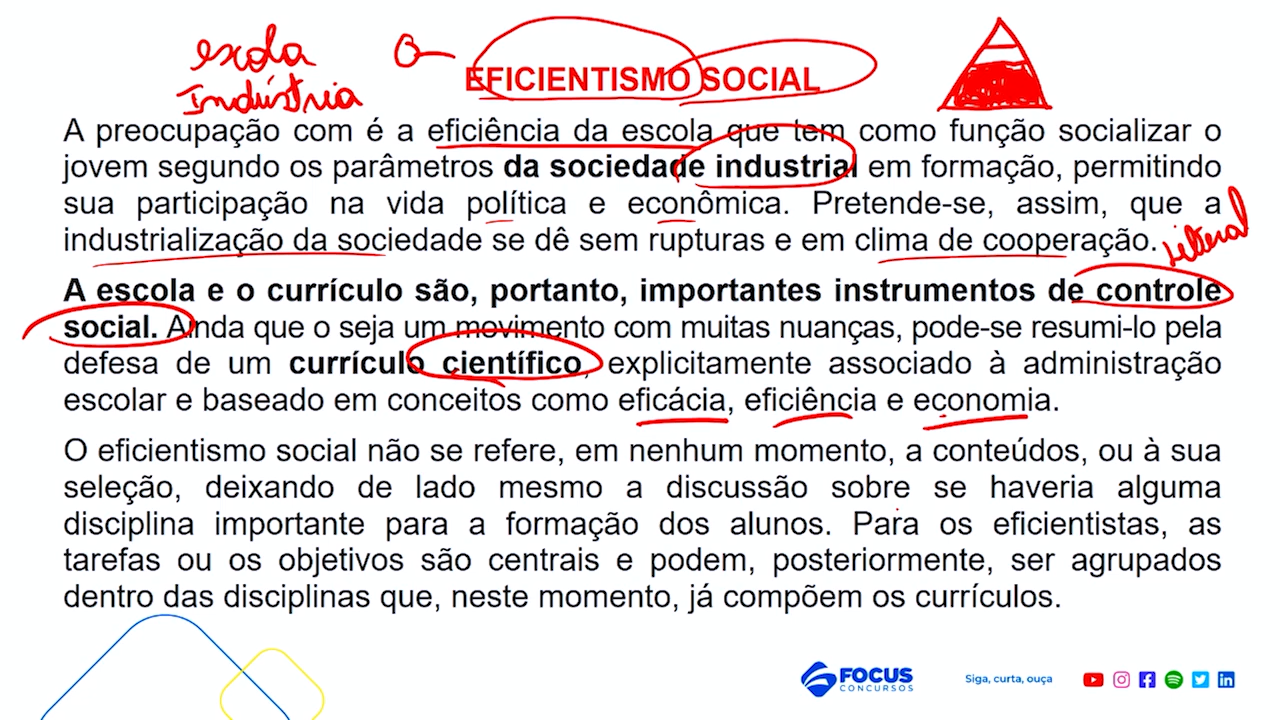 escola
Indústria
EFICIENTISMO SOCIAL
A preocupação com é a eficiência da escola que tem como função socializar o
jovem segundo os parâmetros da sociedade industrial em formação, permitindo
sua participação na vida política e econômica. Pretende-se, assim, que a
industrialização da sociedade se dê sem rupturas e em clima de cooperação.
A escola e o currículo são, portanto, importantes instrumentos de controle
social. Ainda que o seja um movimento com muitas nuanças, pode-se resumi-lo pela
defesa de um currículo científico, explicitamente associado à administração
escolar e baseado em conceitos como eficácia, eficiência e economia.
O eficientismo social não se refere, em nenhum momento, a conteúdos, ou à sua
seleção, deixando de lado mesmo a discussão sobre se haveria alguma
disciplina importante para a formação dos alunos. Para os eficientistas, as
tarefas ou os objetivos são centrais e podem, posteriormente, ser agrupados
dentro das disciplinas que, neste momento, já compõem os currículos.
FOCUS
CONCURSOS
Siga, curta, ouça